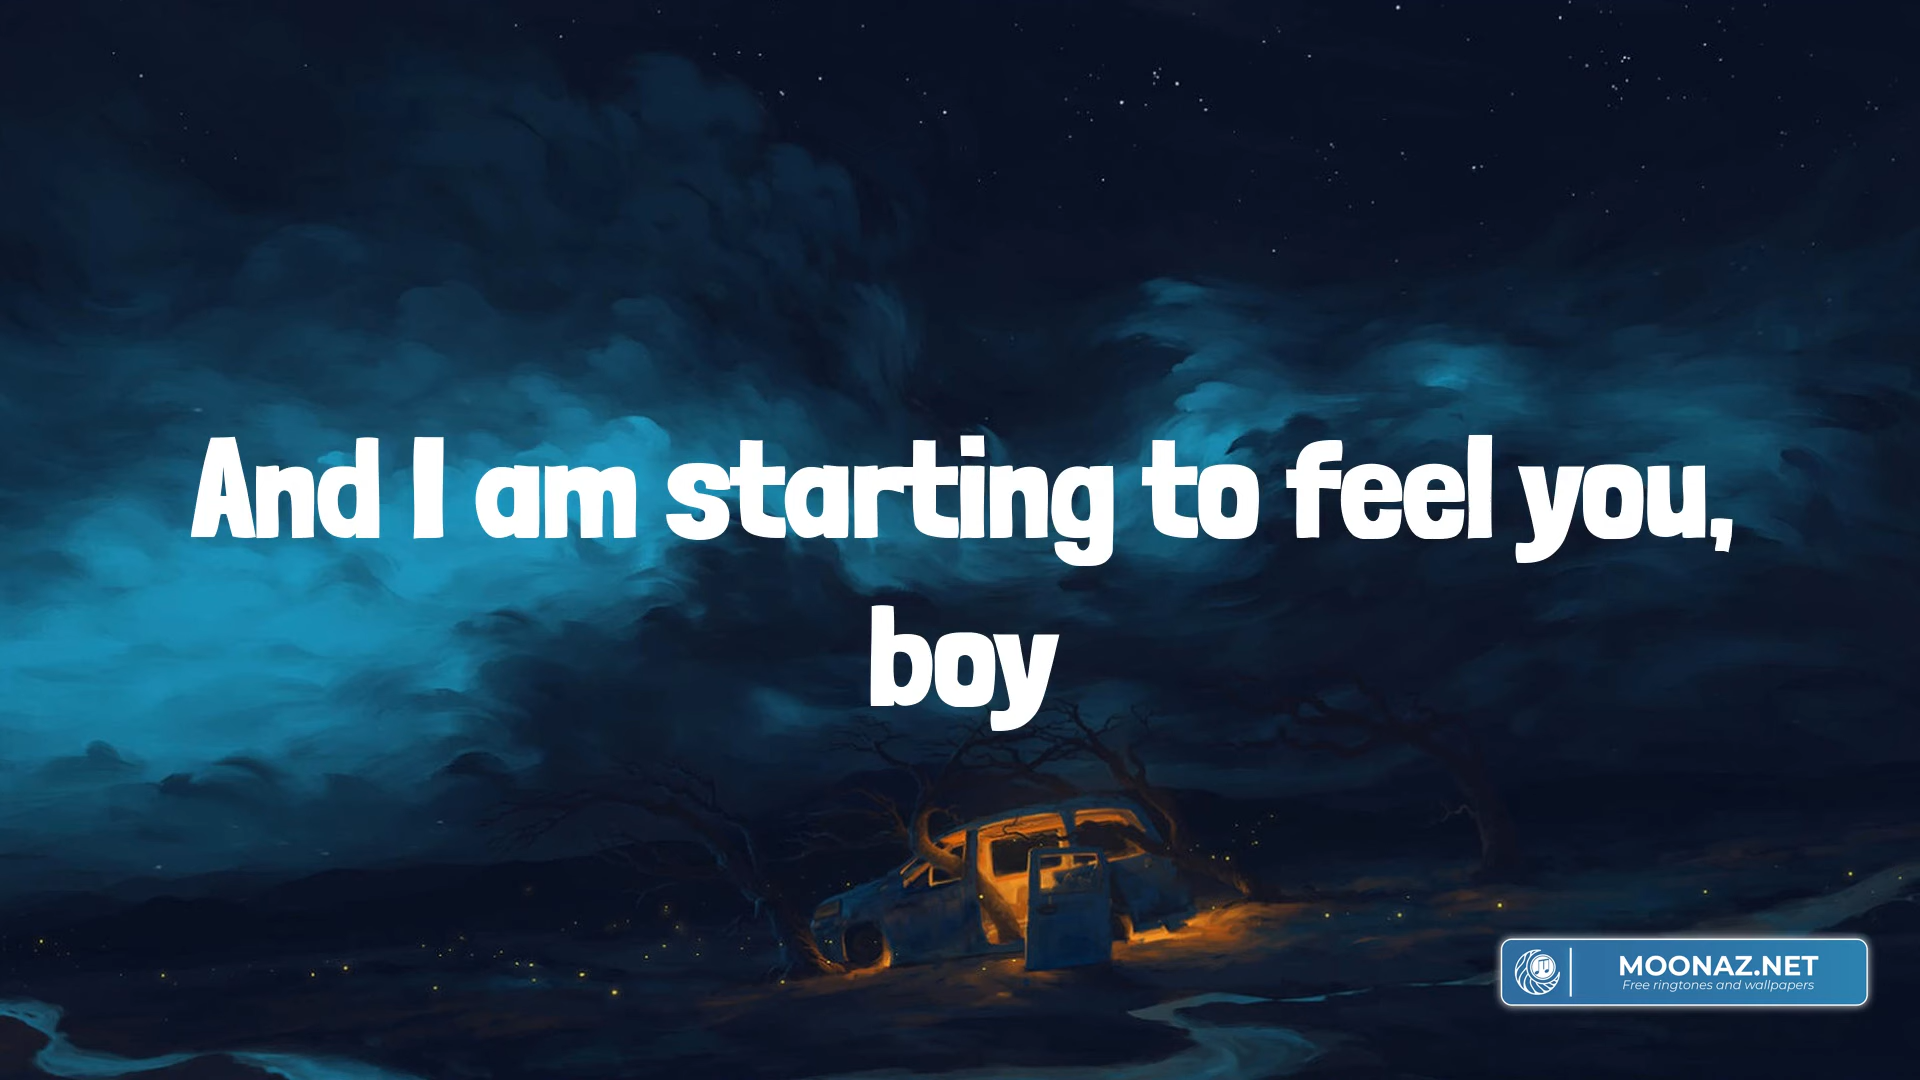 And I am starting to feel you,
boy
MOONAZ.NET
Free ringtones and wallpapers